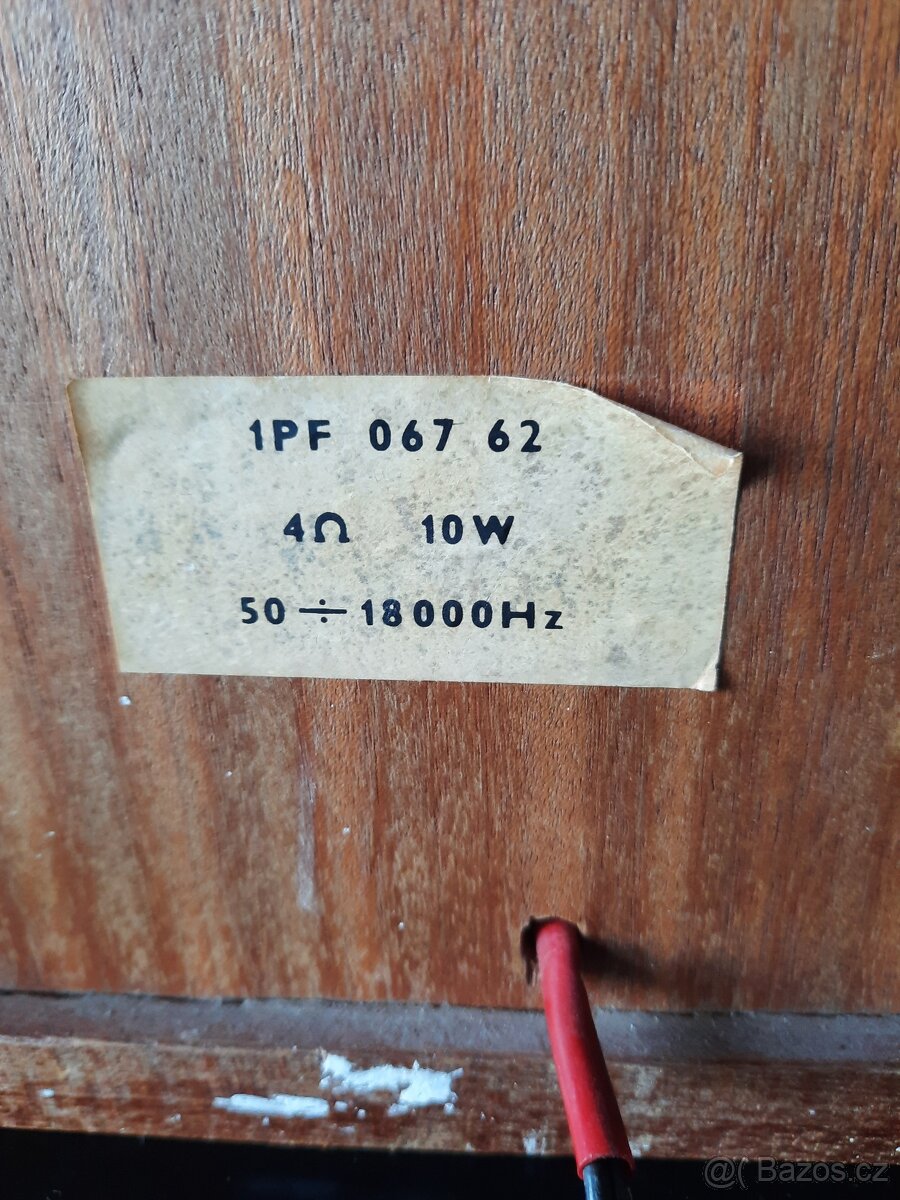 1PF 067 62
4Ω 10W
50÷18000Hz
@( Bazos.cz